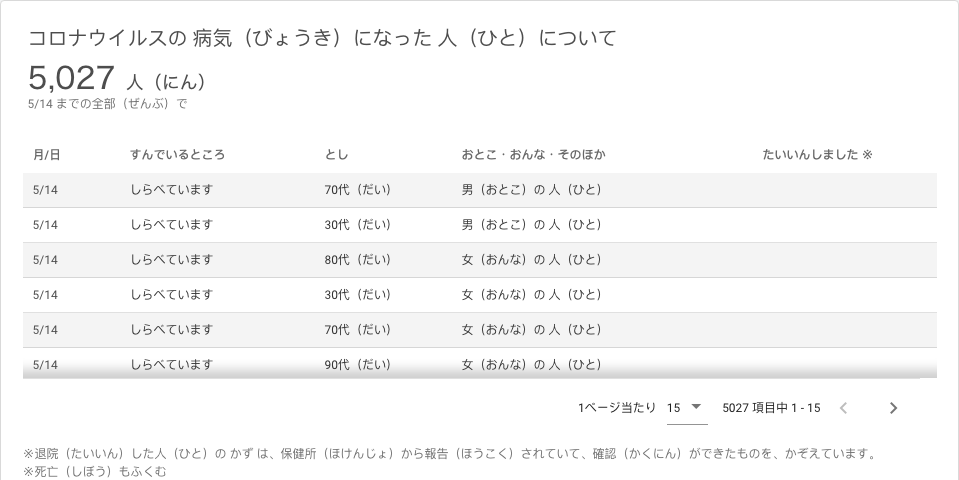 コロナウイルスの 病気（びょうき）になった 人（ひと）について
5,027 人（にん）
5/14 までの全部（ぜんぶ）で
月/日 すんでいるところ とし おとこ・おんな・そのほか たいいんしました ※
5/14 しらべています 70代（だい） 男（おとこ）の 人（ひと）
5/14 しらべています 30代（だい） 男（おとこ）の 人（ひと）
5/14 しらべています 80代（だい） 女（おんな）の 人（ひと）
5/14 しらべています 30代（だい） 女（おんな）の 人（ひと）
5/14 しらべています 70代（だい） 女（おんな）の 人（ひと）
5/14 しらべています 90代（だい） 女（おんな）の 人（ひと）
1ページ当たり 15 5027 項目中 1 - 15
※退院（たいいん）した人（ひと）の かず は、保健所（ほけんじょ）から報告（ほうこく）されていて、確認（かくにん）ができたものを、かぞえています。
※死亡（しぼう）もふくむ